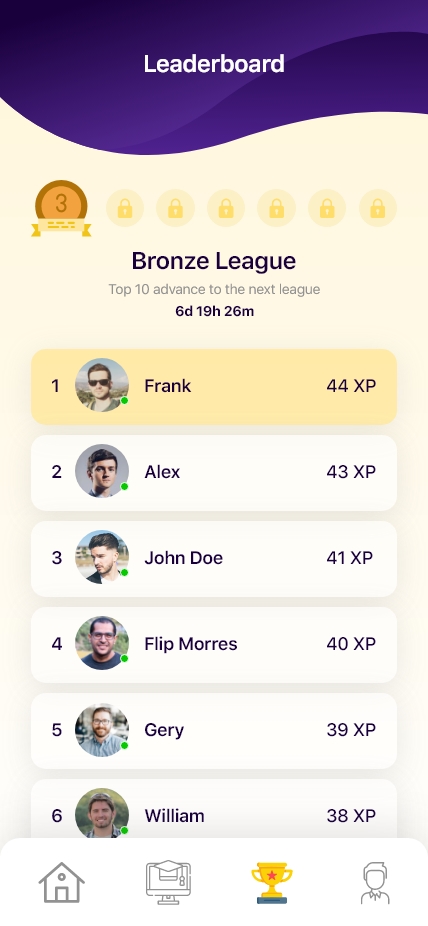 Leaderboard
3
Bronze League
Top 10 advance to the next league
6d 19h 26m
1 Frank 44 XP
2 Alex 43 XP
3 John Doe 41 XP
4 Flip Morres 40 XP
5 Gery 39 XP
6 William 38 XP